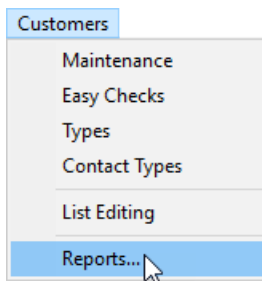 Customers
Maintenance
Easy Checks
Types
Contact Types
List Editing
Reports...